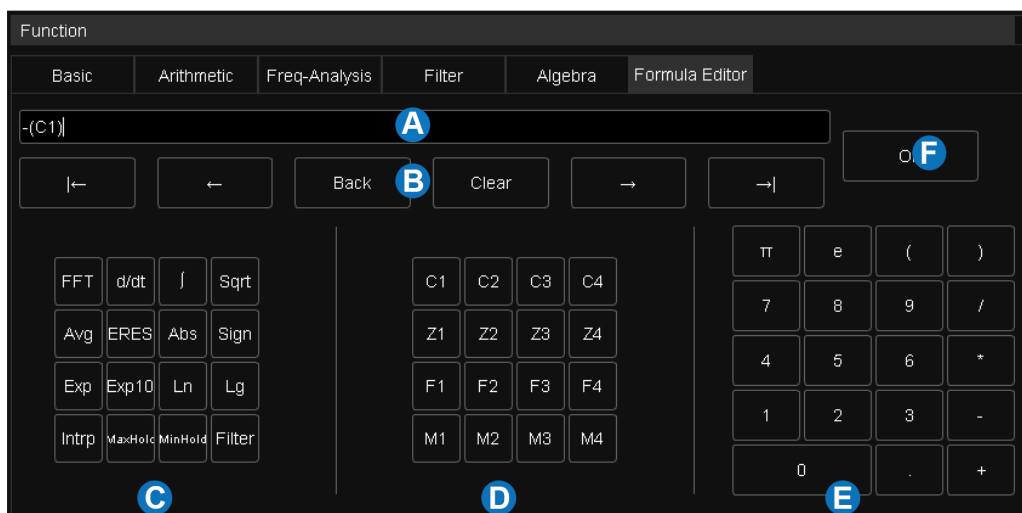 Function
Basic Arithmetic Freq-Analysis Filter Algebra Formula Editor
-(C1)
A
F
|← ← Back B Clear → →|
π e ( )
FFT d/dt ∫ Sqrt C1 C2 C3 C4
7 8 9 /
Avg ERES Abs Sign Z1 Z2 Z3 Z4
4 5 6 *
Exp Exp10 Ln Lg F1 F2 F3 F4
1 2 3 -
Intrp MaxHold MinHold Filter M1 M2 M3 M4
0 . +
C D E